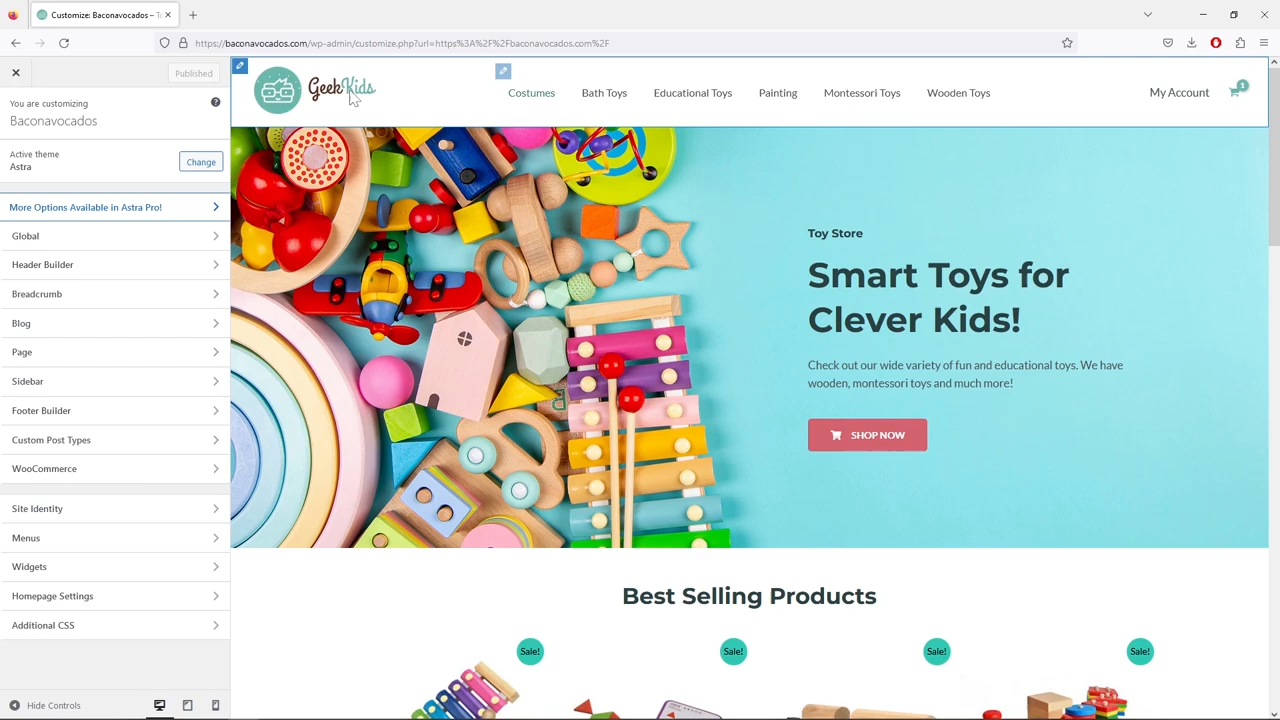 Customize: Baconavocados – To
https://baconavocados.com/wp-admin/customize.php?url=https%3A%2F%2Fbaconavocados.com%2F
Published
You are customizing
Baconavocados
Active theme
Astra
Change
More Options Available in Astra Pro!
Global
Header Builder
Breadcrumb
Blog
Page
Sidebar
Footer Builder
Custom Post Types
WooCommerce
Site Identity
Menus
Widgets
Homepage Settings
Additional CSS
Hide Controls
GeekKids
Costumes
Bath Toys
Educational Toys
Painting
Montessori Toys
Wooden Toys
My Account
1
Toy Store
Smart Toys for
Clever Kids!
Check out our wide variety of fun and educational toys. We have
wooden, montessori toys and much more!
SHOP NOW
Best Selling Products
Sale!
Sale!
Sale!
Sale!